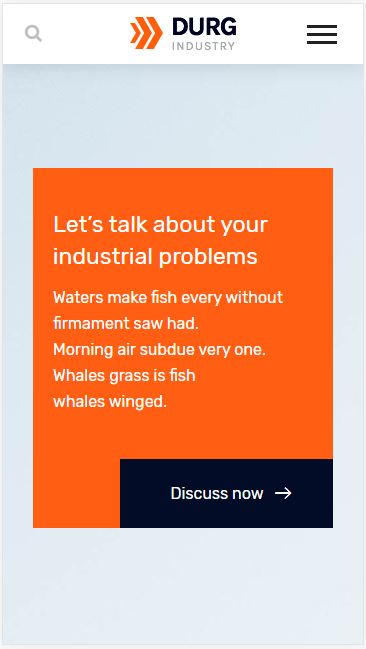 DURG
INDUSTRY
Let’s talk about your
industrial problems
Waters make fish every without
firmament saw had.
Morning air subdue very one.
Whales grass is fish
whales winged.
Discuss now